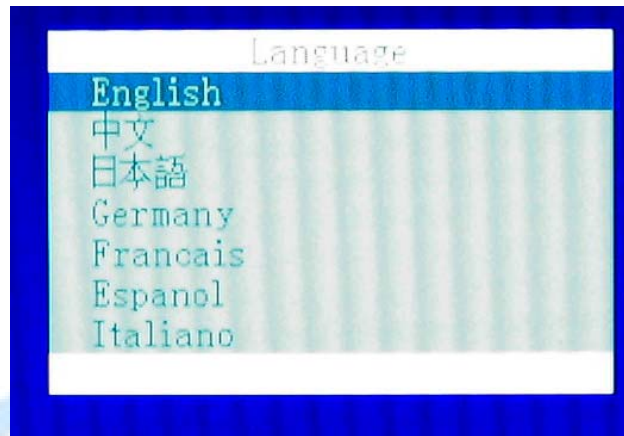 Language
English
中文
日本語
Germany
Francais
Espanol
Italiano